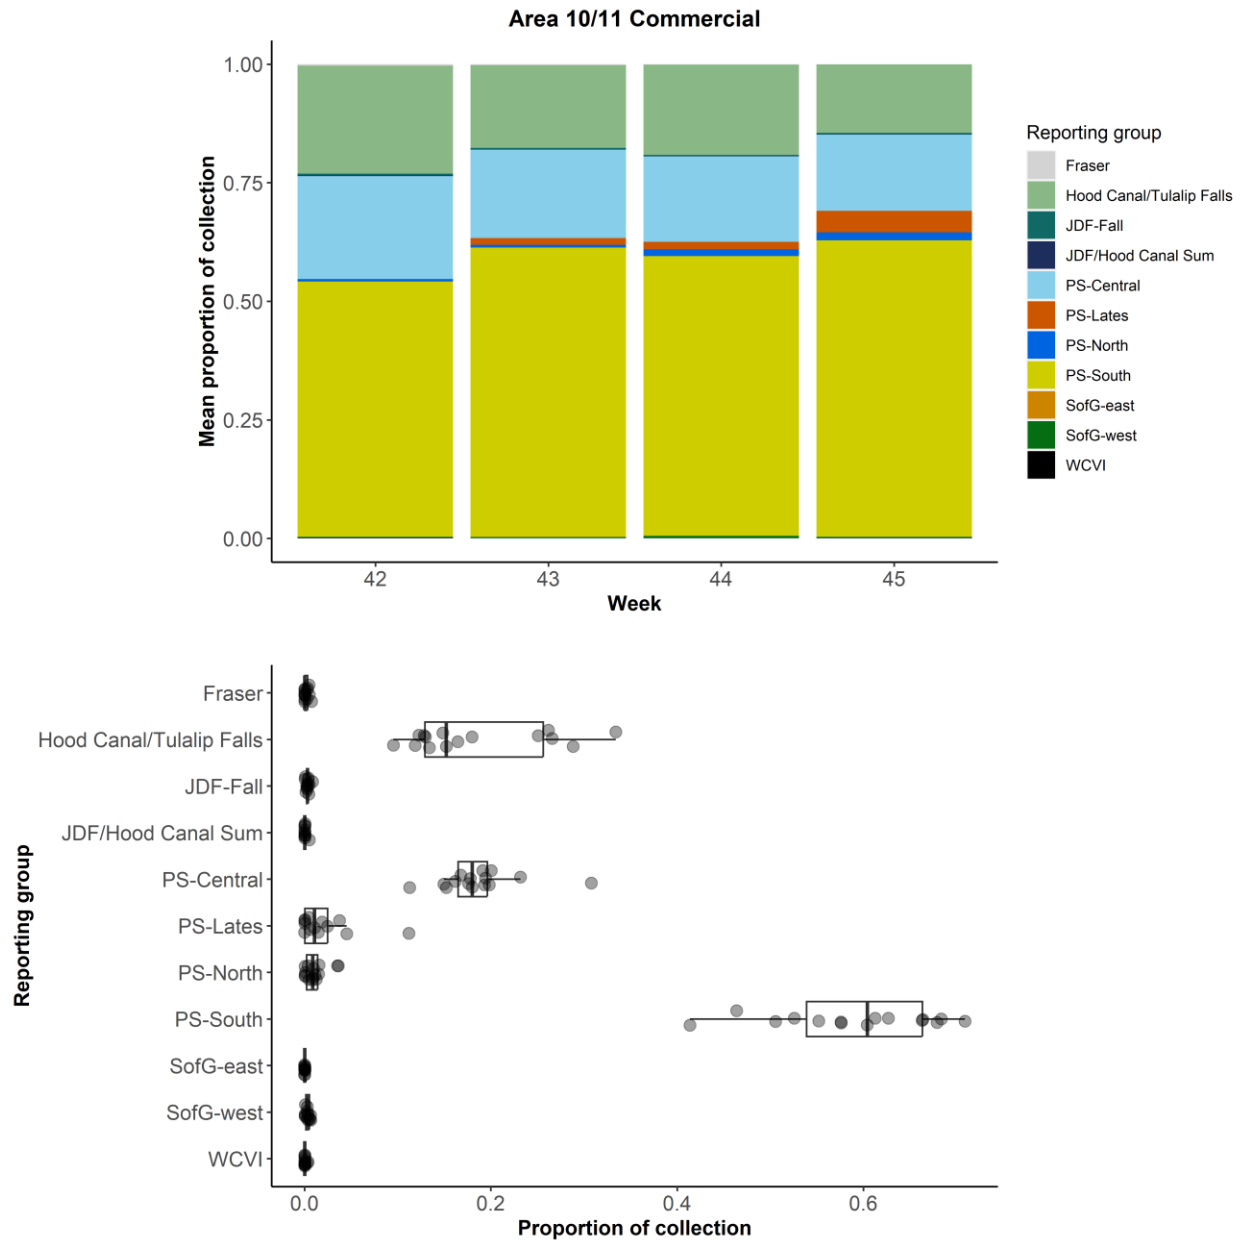 Area 10/11 Commercial
Mean proportion of collection
1.00
0.75
0.50
0.25
0.00
42 43 44 45
Week
Reporting group
Fraser
Hood Canal/Tulalip Falls
JDF-Fall
JDF/Hood Canal Sum
PS-Central
PS-Lates
PS-North
PS-South
SofG-east
SofG-west
WCVI
Reporting group
Fraser
Hood Canal/Tulalip Falls
JDF-Fall
JDF/Hood Canal Sum
PS-Central
PS-Lates
PS-North
PS-South
SofG-east
SofG-west
WCVI
0.0 0.2 0.4 0.6
Proportion of collection